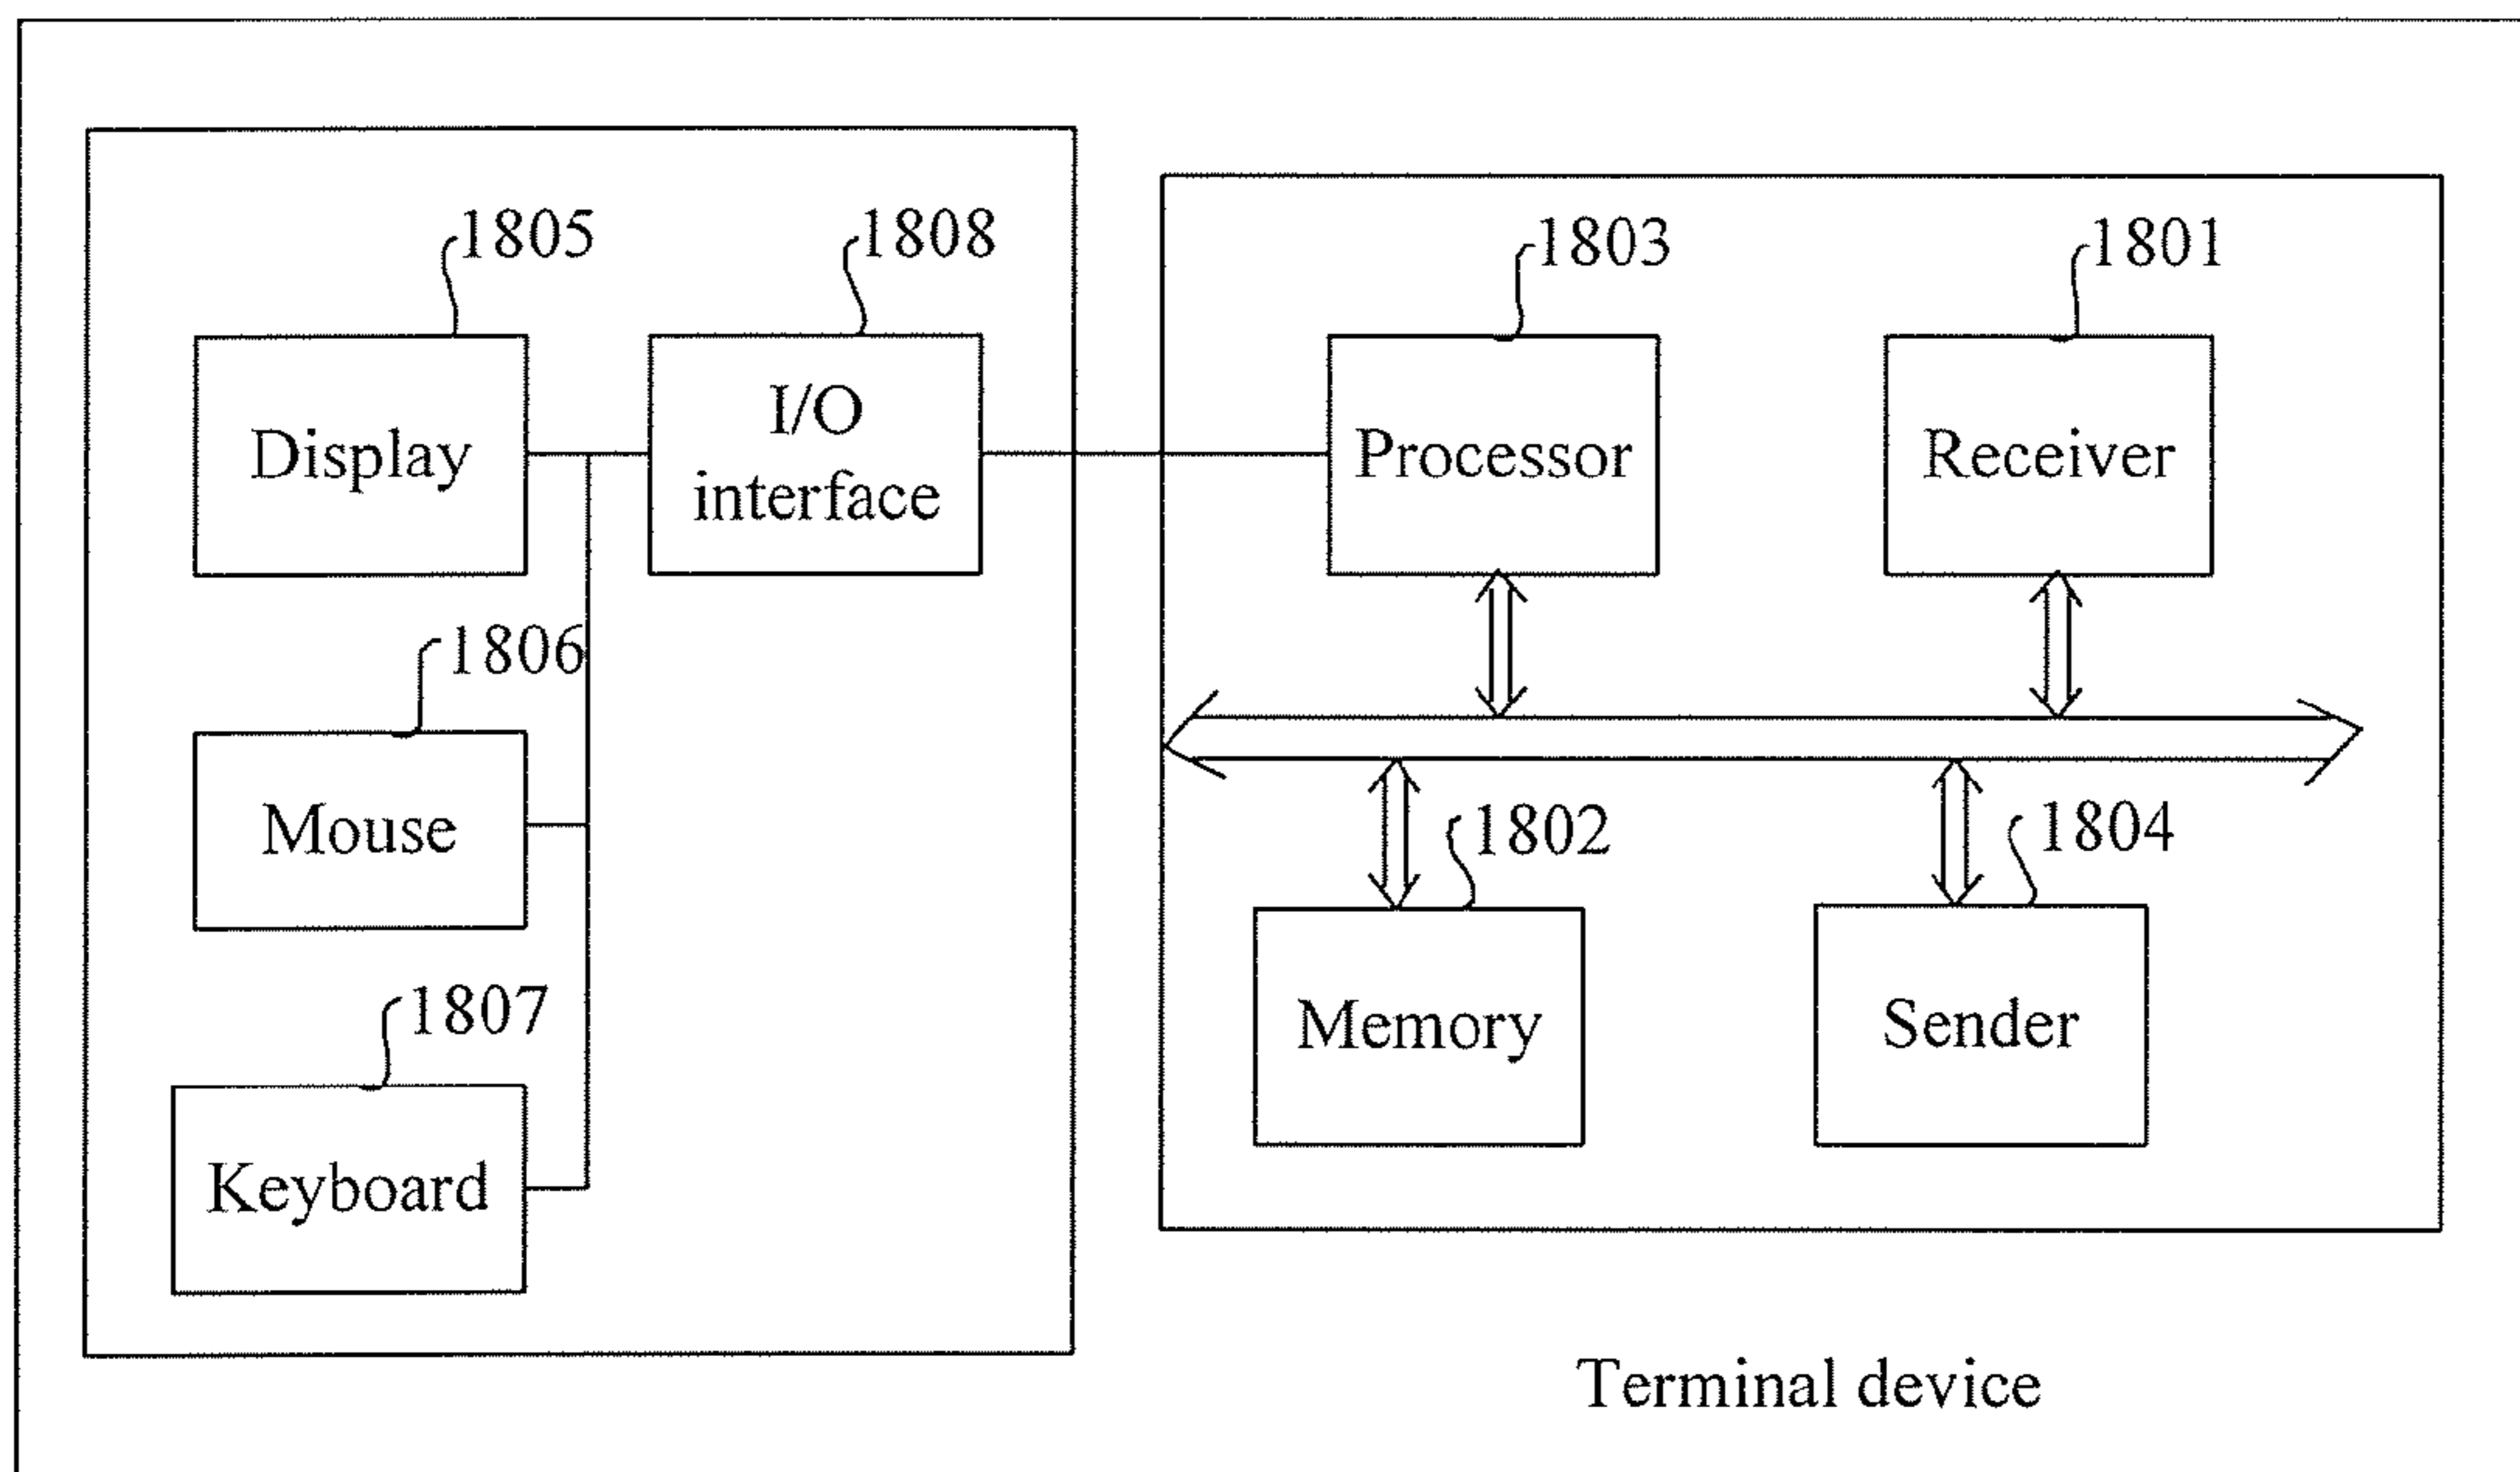 1805
1808
1803
1801
Display
I/O
interface
Processor
Receiver
1806
Mouse
1802
1804
1807
Keyboard
Memory
Sender
Terminal device